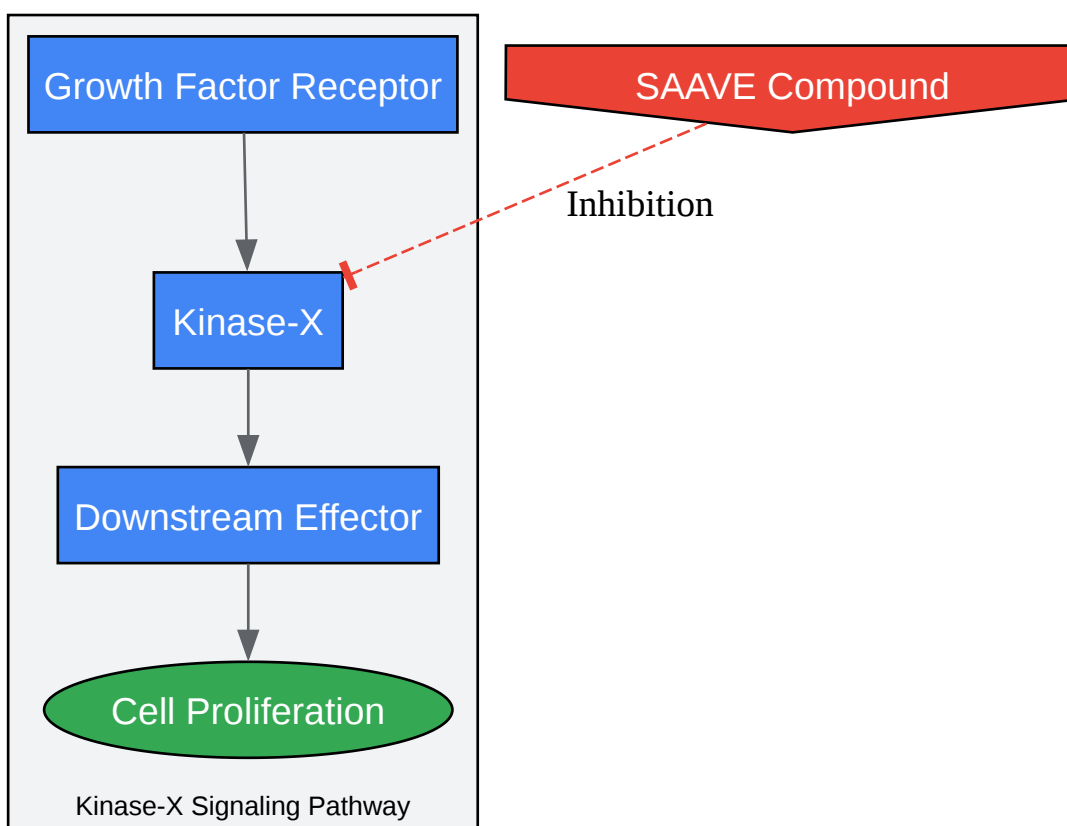 Growth Factor Receptor
SAAVE Compound
Inhibition
Kinase-X
Downstream Effector
Cell Proliferation
Kinase-X Signaling Pathway